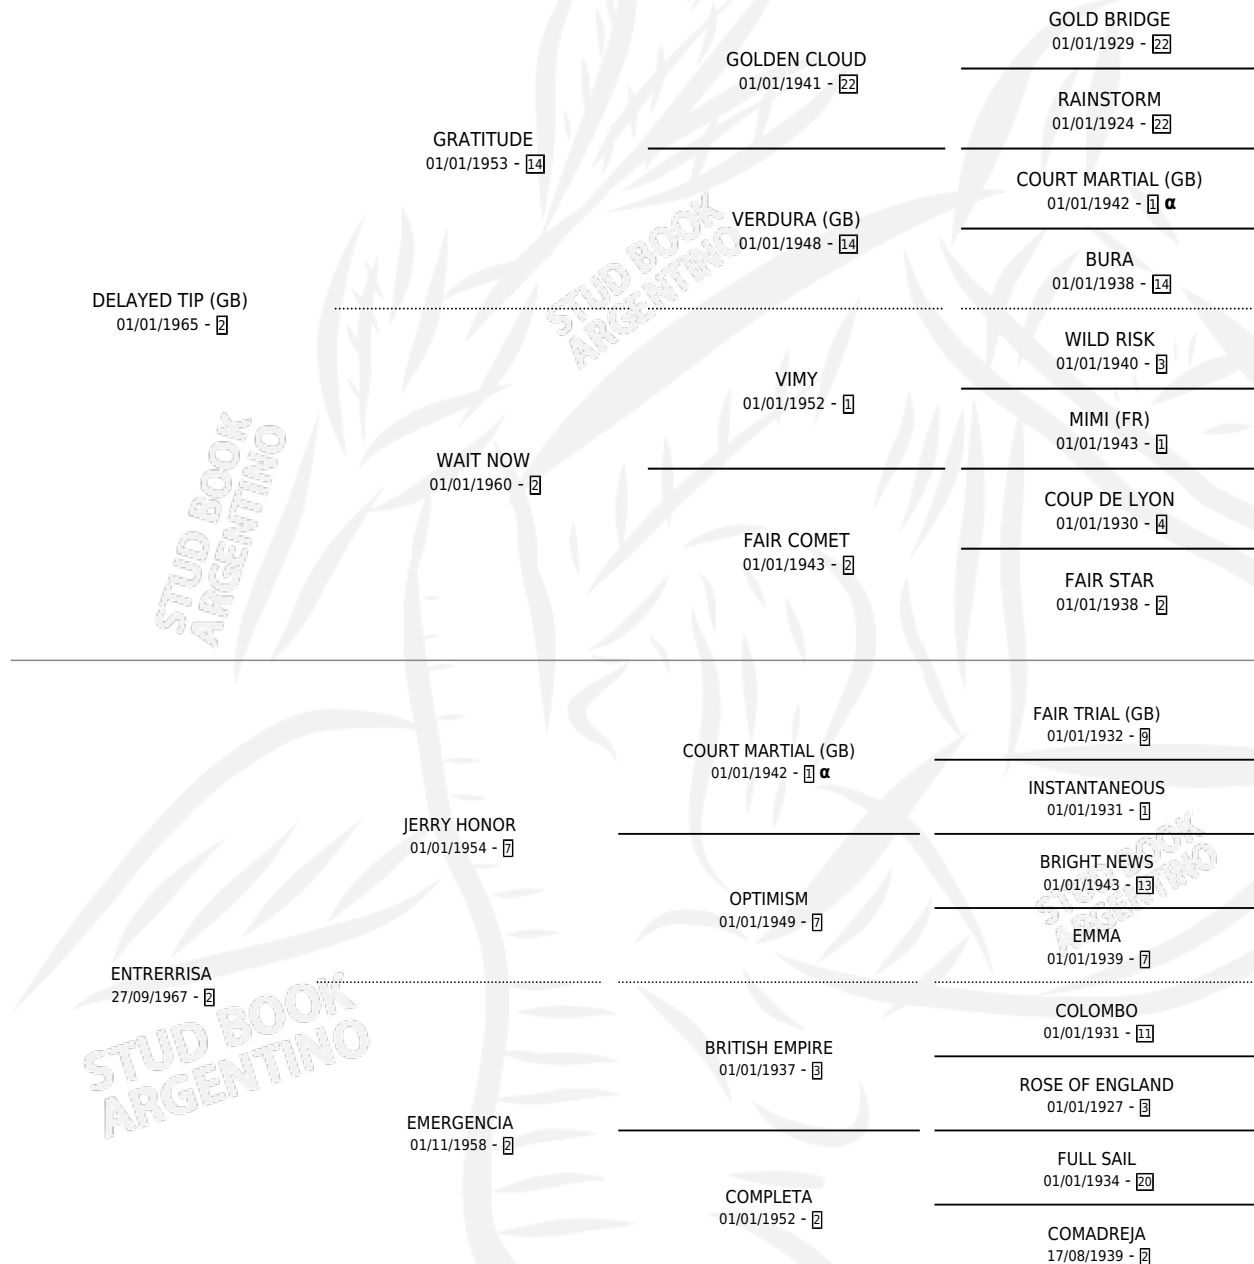 DELAYED TIP (GB)
01/01/1965 - 2
GRATITUDE
01/01/1953 - 14
WAIT NOW
01/01/1960 - 2
GOLDEN CLOUD
01/01/1941 - 22
VERDURA (GB)
01/01/1948 - 14
VIMY
01/01/1952 - 1
FAIR COMET
01/01/1943 - 2
GOLD BRIDGE
01/01/1929 - 22
RAINSTORM
01/01/1924 - 22
COURT MARTIAL (GB)
01/01/1942 - 1 α
BURA
01/01/1938 - 14
WILD RISK
01/01/1940 - 3
MIMI (FR)
01/01/1943 - 1
COUP DE LYON
01/01/1930 - 4
FAIR STAR
01/01/1938 - 2
ENTRERRISA
27/09/1967 - 2
JERRY HONOR
01/01/1954 - 7
EMERGENCIA
01/11/1958 - 2
COURT MARTIAL (GB)
01/01/1942 - 1 α
OPTIMISM
01/01/1949 - 7
BRITISH EMPIRE
01/01/1937 - 3
COMPLETA
01/01/1952 - 2
FAIR TRIAL (GB)
01/01/1932 - 9
INSTANTANEOUS
01/01/1931 - 1
BRIGHT NEWS
01/01/1943 - 13
EMMA
01/01/1939 - 7
COLOMBO
01/01/1931 - 11
ROSE OF ENGLAND
01/01/1927 - 3
FULL SAIL
01/01/1934 - 20
COMADREJA
17/08/1939 - 2
STUD BOOK
ARGENTINO
STUD BOOK
ARGENTINO
STUD BOOK
ARGENTINO
STUD BOOK
ARGENTINO